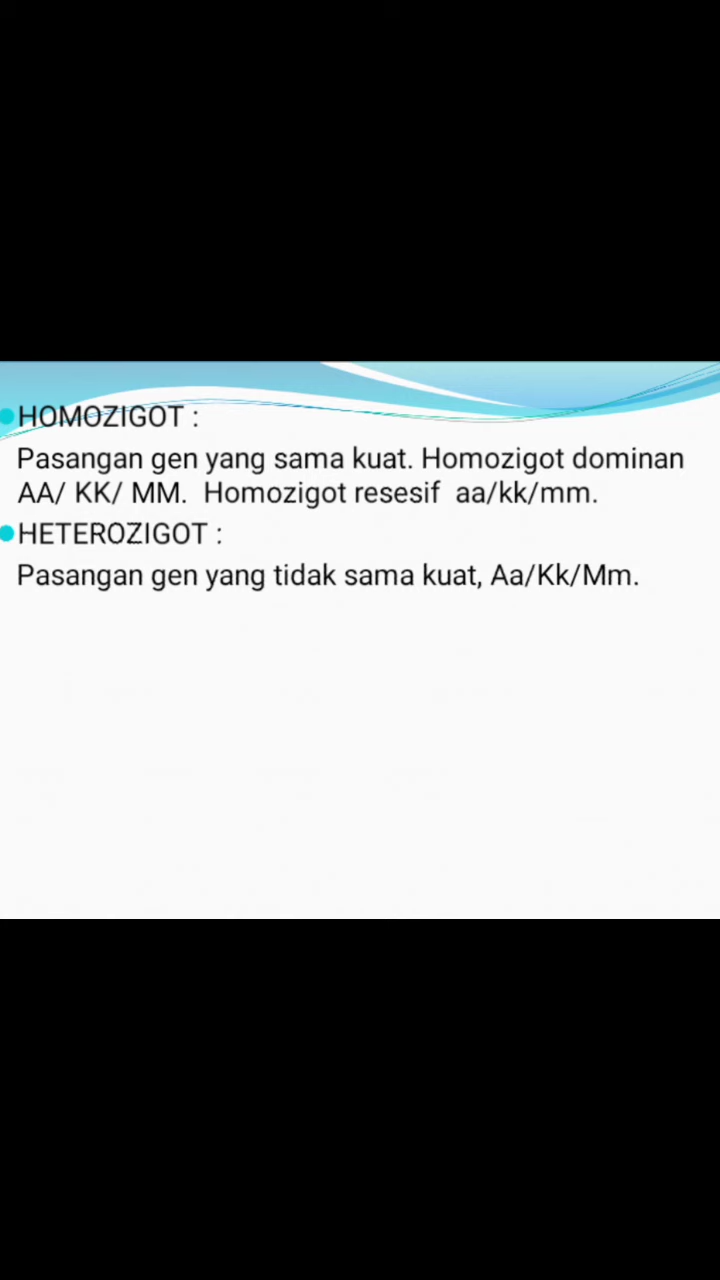 HOMOZIGOT :
Pasangan gen yang sama kuat. Homozigot dominan
AA/ KK/ MM.  Homozigot resesif  aa/kk/mm.
HETEROZIGOT :
Pasangan gen yang tidak sama kuat, Aa/Kk/Mm.